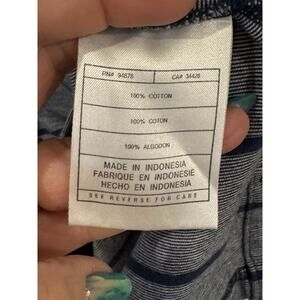 RN# 94878 CA# 34428
100% COTTON
100% COTON
100% ALGODON
MADE IN INDONESIA
FABRIQUE EN INDONESIE
HECHO EN INDONESIA
SEE REVERSE FOR CARE